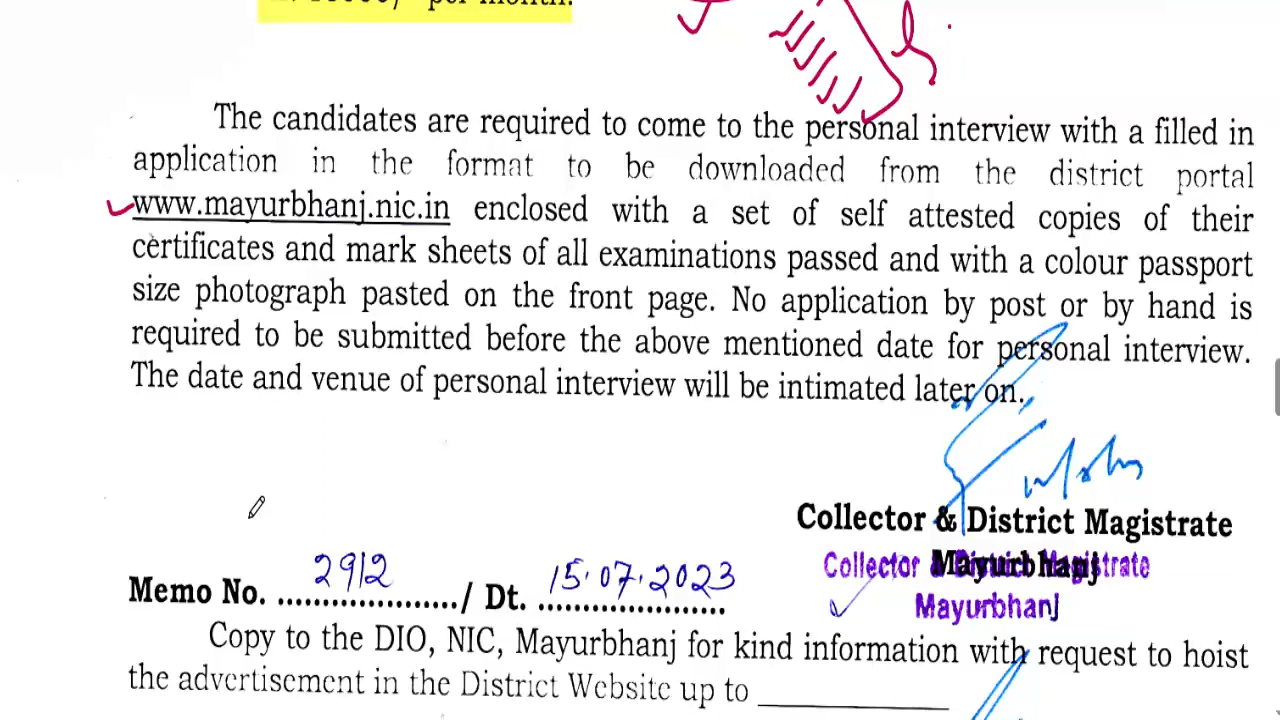 per month.
The candidates are required to come to the personal interview with a filled in
application in the format to be downloaded from the district portal
www.mayurbhanj.nic.in enclosed with a set of self attested copies of their
certificates and mark sheets of all examinations passed and with a colour passport
size photograph pasted on the front page. No application by post or by hand is
required to be submitted before the above mentioned date for personal interview.
The date and venue of personal interview will be intimated later on.
Collector & District Magistrate
Mayurbhanj
Collector & District Magistrate
Mayurbhanj
Memo No. 2912 / Dt. 15.07.2023
Copy to the DIO, NIC, Mayurbhanj for kind information with request to hoist
the advertisement in the District Website up to